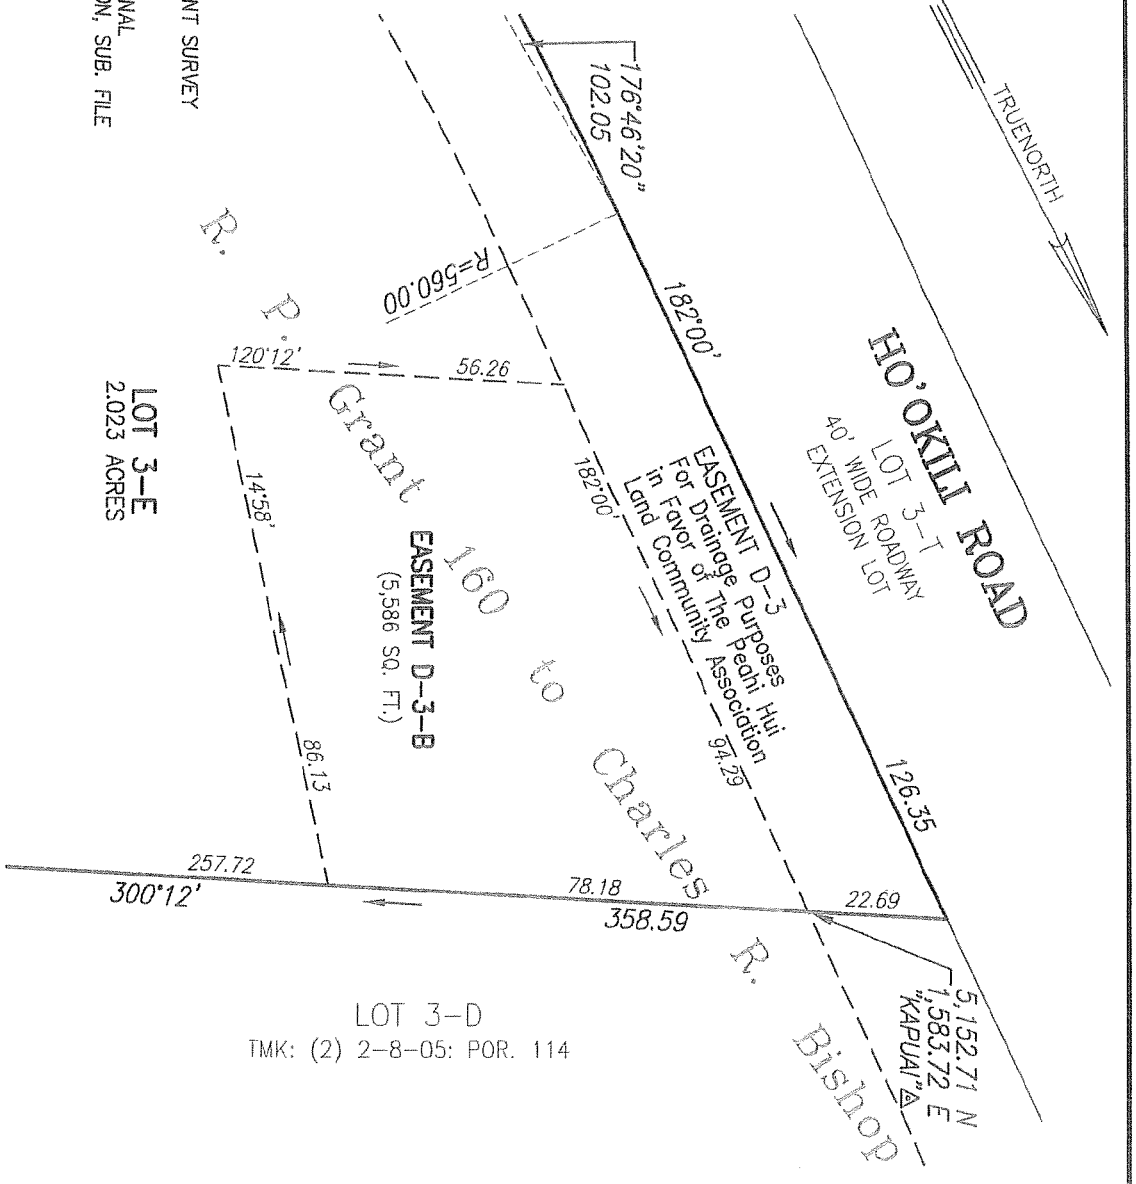 NT SURVEY
NAL
ON, SUB. FILE
TRUENORTH
176°46'20"
102.05
R=560.00
182°00'
HO'OKILI ROAD
LOT 3-T
40' WIDE ROADWAY
EXTENSION LOT
EASEMENT D-3
For Drainage Purposes
in Favor of The Peahi Hui
Land Community Association
126.35
182°00'
94.29
120°12'
56.26
R. P. Grant 160 to Charles R. Bishop
LOT 3-E
2.023 ACRES
14°58'
86.13
EASEMENT D-3-B
(5,586 SQ. FT.)
257.72
300°12'
78.18
358.59
22.69
5,152.71 N
1,583.72 E
"KAPUAI"
LOT 3-D
TMK: (2) 2-8-05: POR. 114